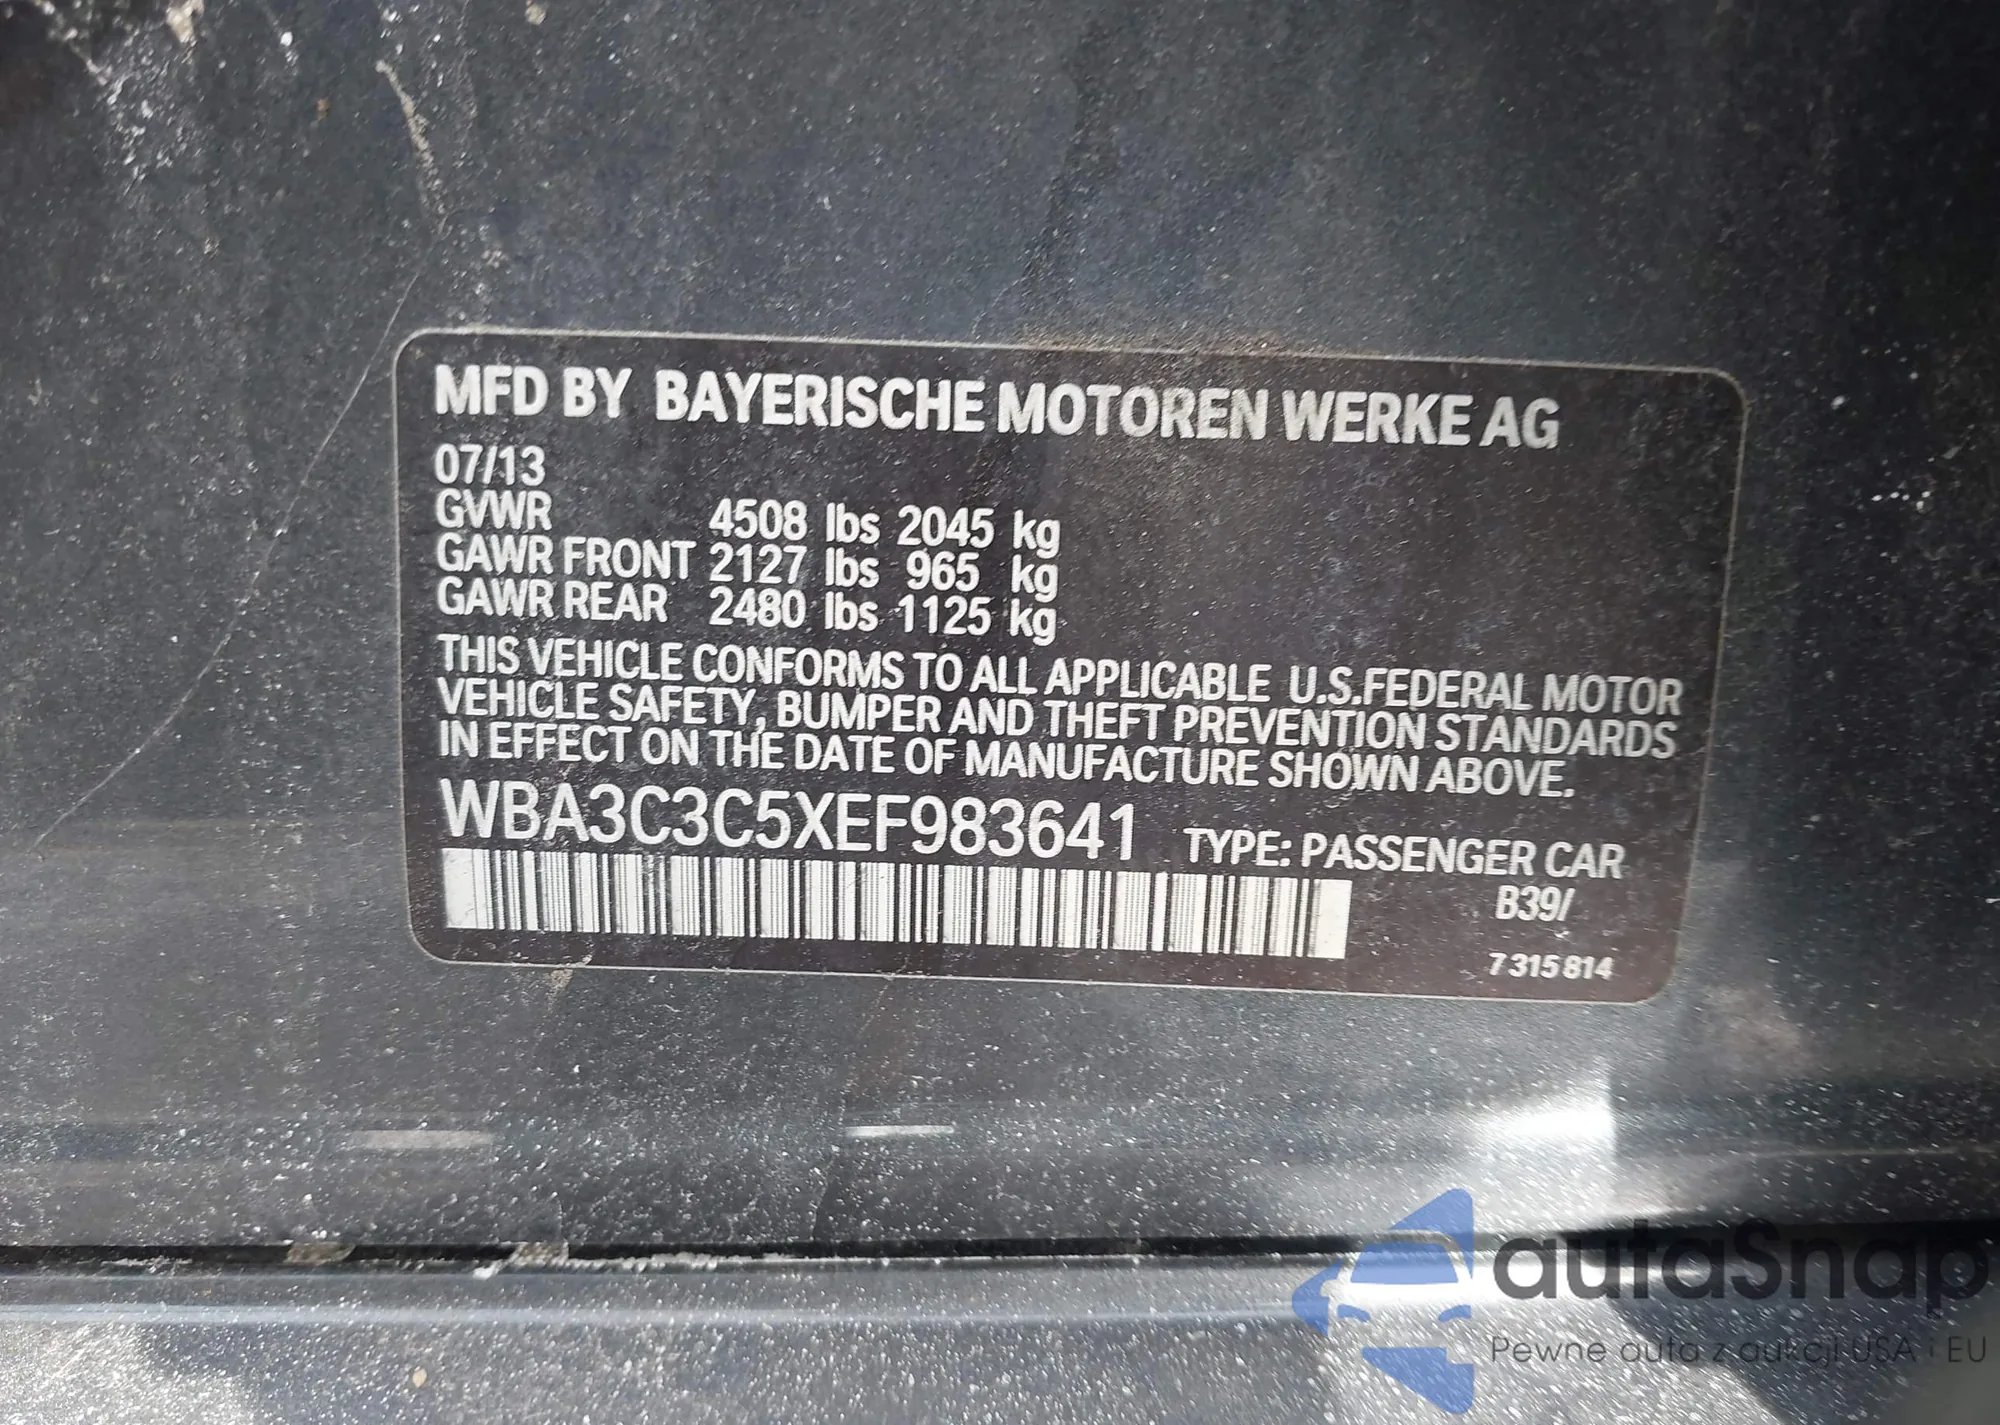 MFD BY BAYERISCHE MOTOREN WERKE AG
07/13
GVWR 4508 lbs 2045 kg
GAWR FRONT 2127 lbs 965 kg
GAWR REAR 2480 lbs 1125 kg
THIS VEHICLE CONFORMS TO ALL APPLICABLE U.S.FEDERAL MOTOR
VEHICLE SAFETY, BUMPER AND THEFT PREVENTION STANDARDS
IN EFFECT ON THE DATE OF MANUFACTURE SHOWN ABOVE.
WBA3C3C5XEF983641 TYPE: PASSENGER CAR
B39/
7 315 814
autaSnap
Pewne auta z aukcji USA i EU